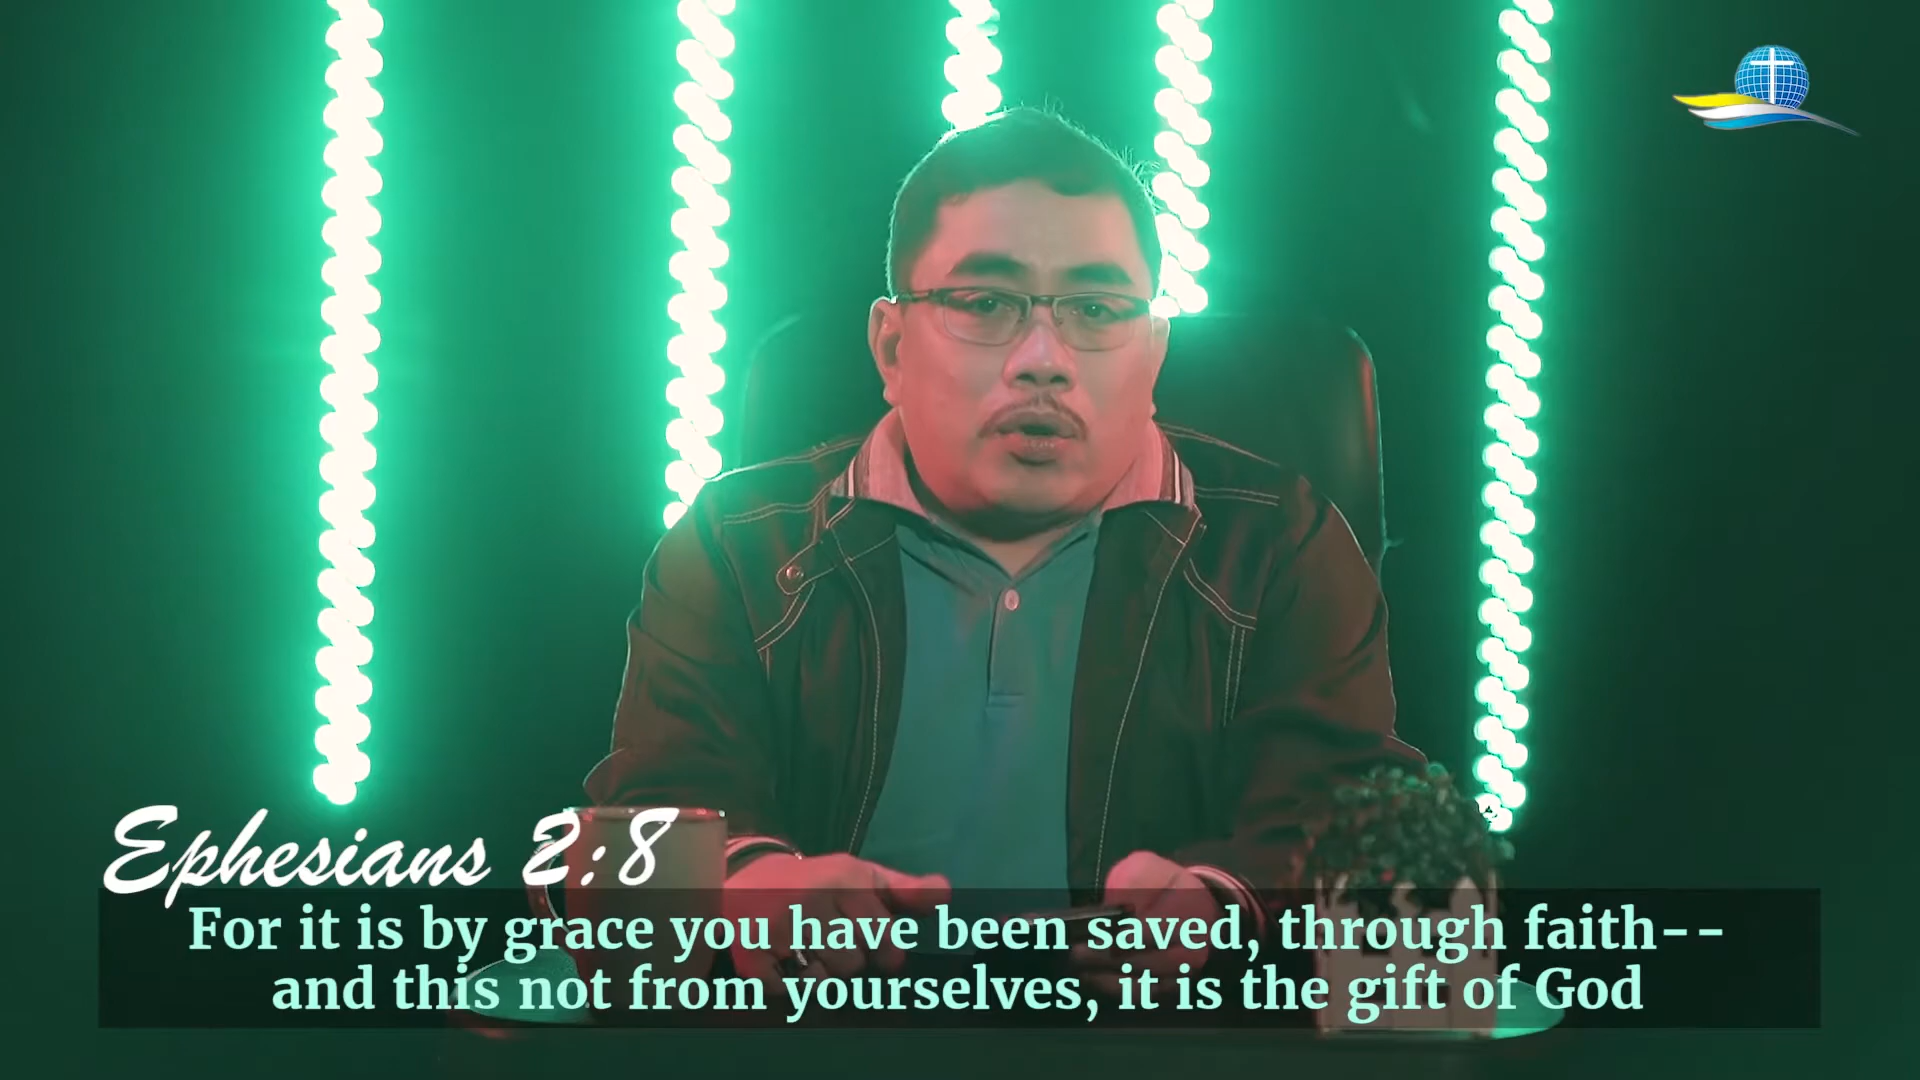 Ephesians 2:8
For it is by grace you have been saved, through faith--
and this not from yourselves, it is the gift of God